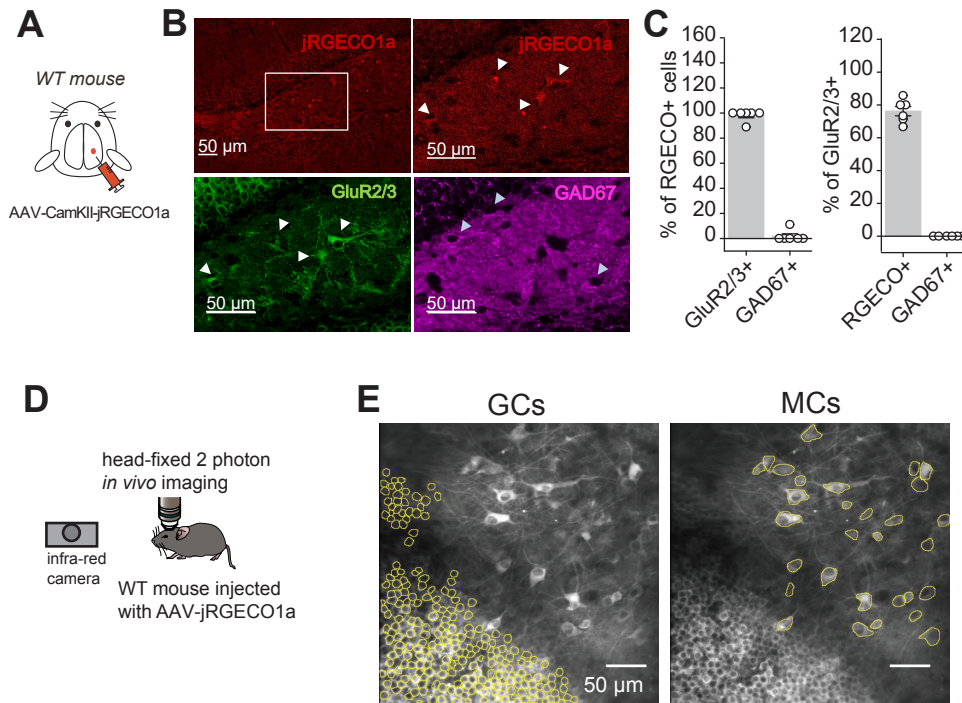 A
WT mouse
AAV-CamKII-jRGECO1a
B
jRGECO1a
50 µm
jRGECO1a
50 µm
GluR2/3
50 µm
GAD67
50 µm
C
% of RGECO+ cells
120
100
80
60
40
20
0
GluR2/3+
GAD67+
% of GluR2/3+
120
100
80
60
40
20
0
RGECO+
GAD67+
D
head-fixed 2 photon
in vivo imaging
infra-red
camera
WT mouse injected
with AAV-jRGECO1a
E
GCs
50 µm
MCs